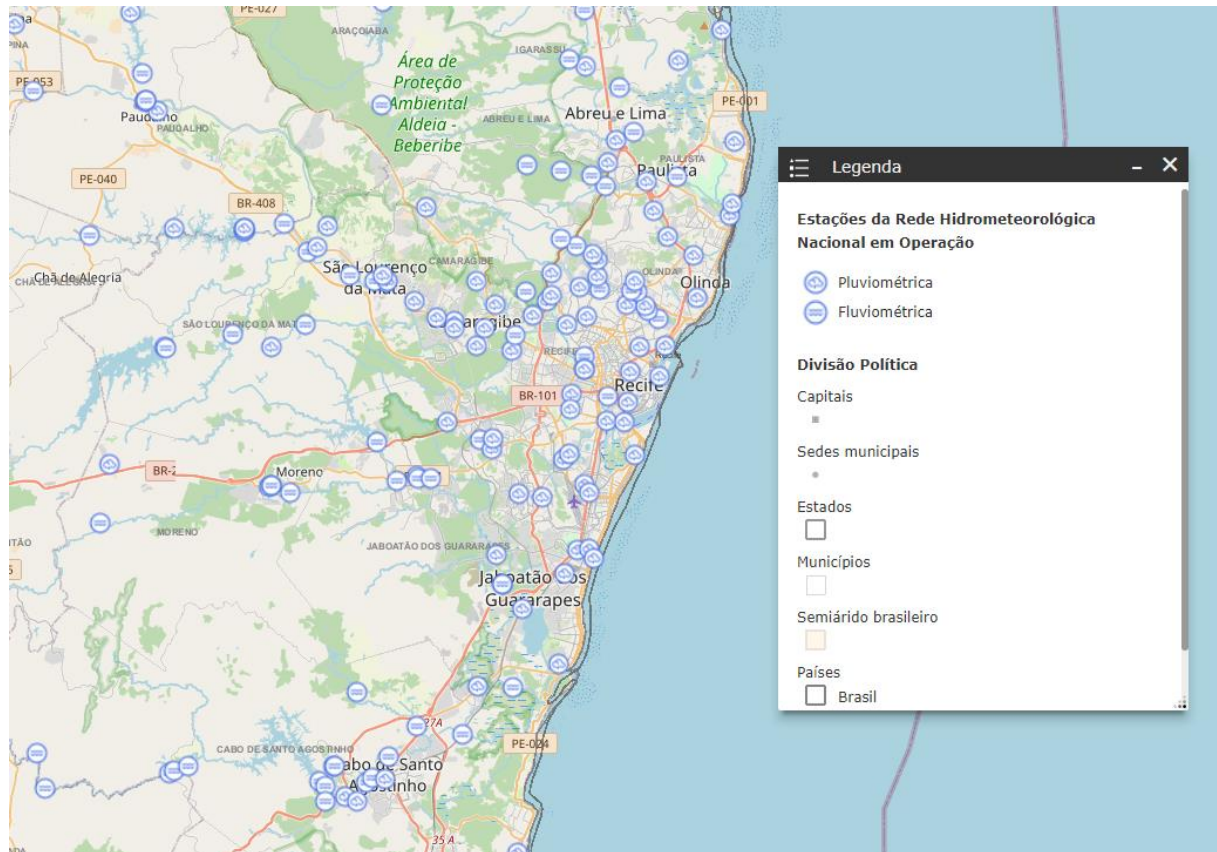 PE-027
ARAÇOIABA
Área de
Proteção
Ambiental
Aldeia -
Beberibe
IGARASSU
PE-053
Paudalho
PAUDALHO
ABREU E LIMA
Abreu e Lima
PE-001
PAULISTA
Paulista
PE-040
BR-408
São Lourenço
da Mata
CAMARAGIBE
Chã de Alegria
OLINDA
Olinda
SÃO LOURENÇO DA MAT
RECIFE
Recife
BR-101
Moreno
MORENO
JABOATÃO DOS GUARARAPES
Jaboatão dos
Guararapes
27A
CABO DE SANTO AGOSTINHO
Cabo de Santo
Agostinho
PE-024
35 A
Legenda
Estações da Rede Hidrometeorológica
Nacional em Operação
Pluviométrica
Fluviométrica
Divisão Política
Capitais
Sedes municipais
Estados
Municípios
Semiárido brasileiro
Países
Brasil